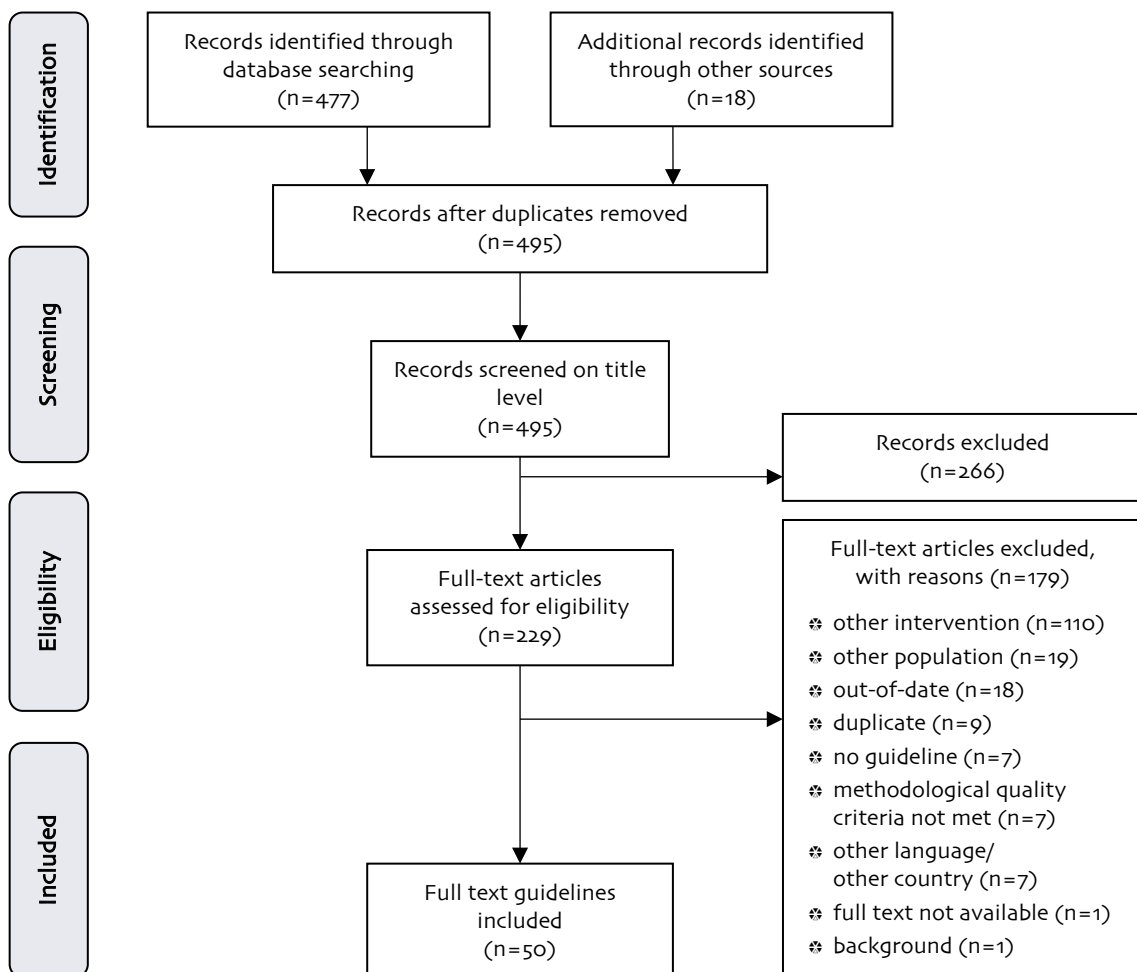 Identification
Records identified through
database searching
(n=477)
Additional records identified
through other sources
(n=18)
Records after duplicates removed
(n=495)
Screening
Records screened on title
level
(n=495)
Records excluded
(n=266)
Eligibility
Full-text articles
assessed for eligibility
(n=229)
Full-text articles excluded,
with reasons (n=179)
other intervention (n=110)
other population (n=19)
out-of-date (n=18)
duplicate (n=9)
no guideline (n=7)
methodological quality
criteria not met (n=7)
other language/
other country (n=7)
full text not available (n=1)
background (n=1)
Included
Full text guidelines
included
(n=50)